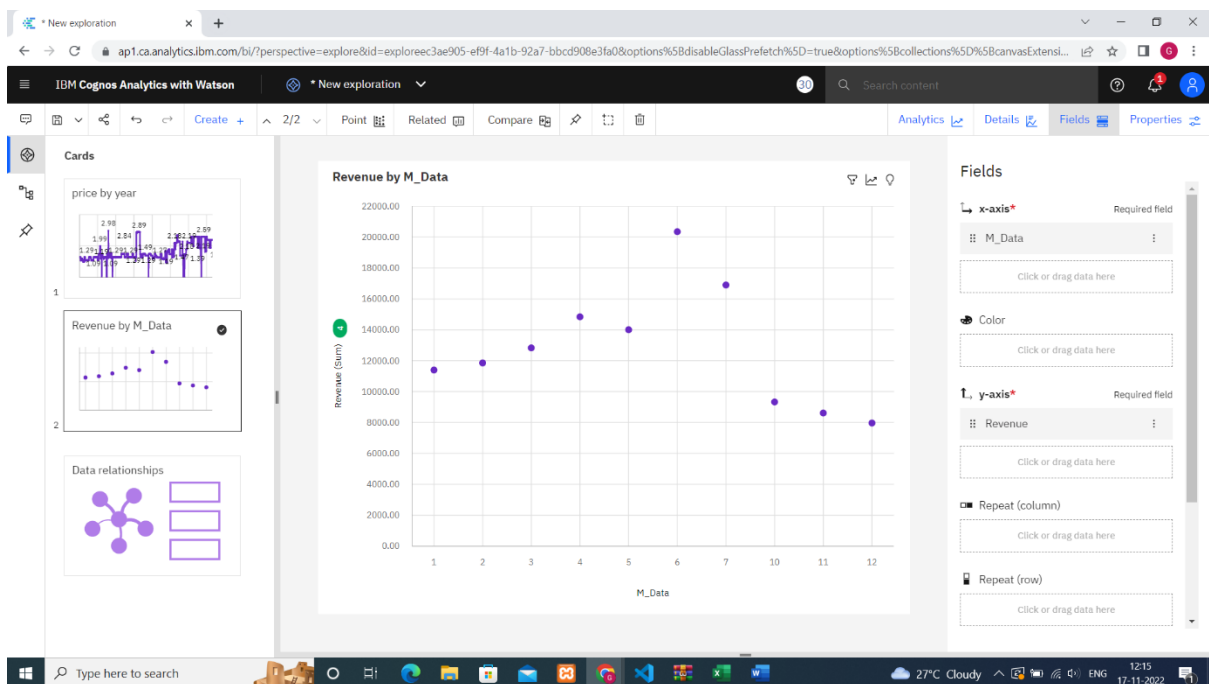 * New exploration
ap1.ca.analytics.ibm.com/bi/?perspective=explore&id=exploreec3ae905-ef9f-4a1b-92a7-bbcd908e3fa0&options%5BdisableGlassPrefetch%5D=true&options%5Bcollections%5D%5BcanvasExtensi...
G
IBM Cognos Analytics with Watson
* New exploration
30
Search content
1
Create +
2/2
Point
Related
Compare
Analytics
Details
Fields
Properties
Cards
price by year
2.98
2.89
1.99
2.84
2.89
1
Revenue by M_Data
2
Data relationships
Revenue by M_Data
22000.00
20000.00
18000.00
16000.00
14000.00
12000.00
10000.00
8000.00
6000.00
4000.00
2000.00
0.00
Revenue (Sum)
1 2 3 4 5 6 7 10 11 12
M_Data
Fields
x-axis* Required field
M_Data
Click or drag data here
Color
Click or drag data here
y-axis* Required field
Revenue
Click or drag data here
Repeat (column)
Click or drag data here
Repeat (row)
Click or drag data here
Type here to search
27°C Cloudy
ENG
12:15
17-11-2022